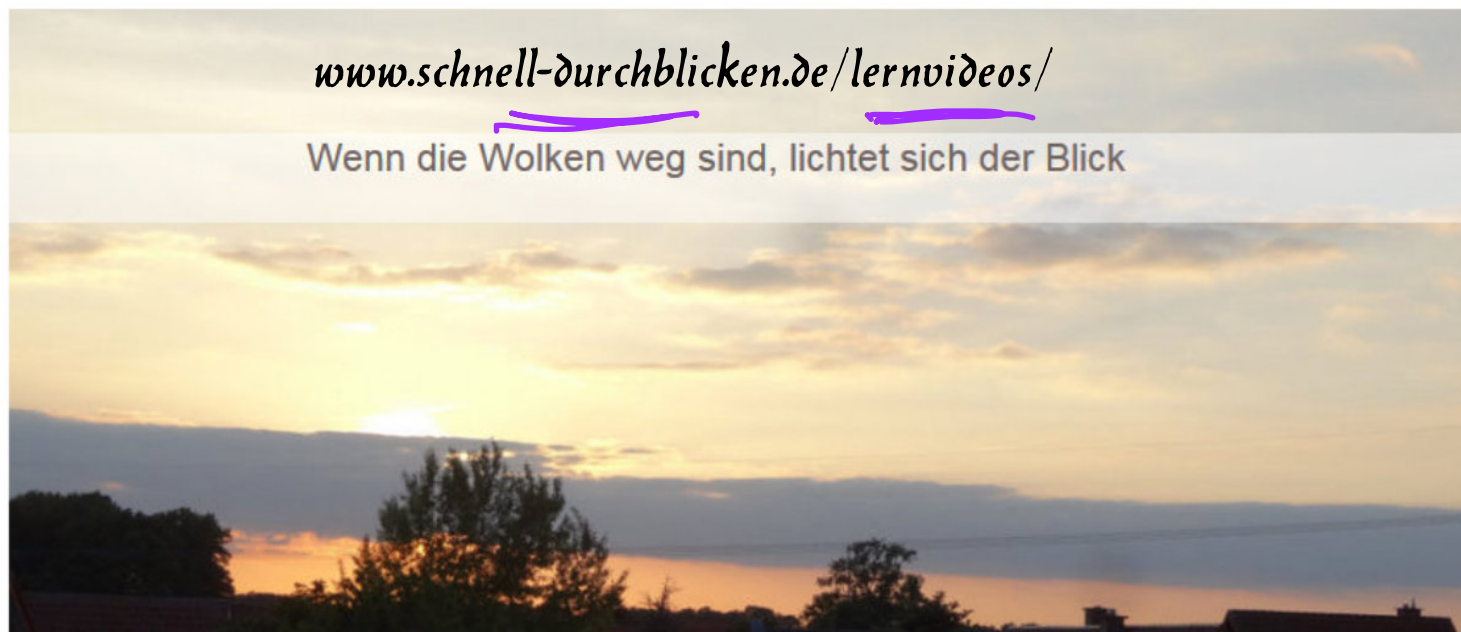 www.schnell-durchblicken.de/lernvideos/
Wenn die Wolken weg sind, lichtet sich der Blick